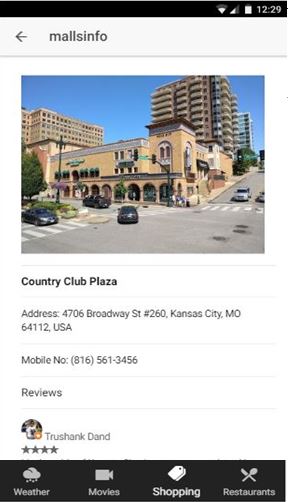 12:29
mallsinfo
Country Club Plaza
Address: 4706 Broadway St #260, Kansas City, MO
64112, USA
Mobile No: (816) 561-3456
Reviews
Trushank Dand
Weather Movies Shopping Restaurants